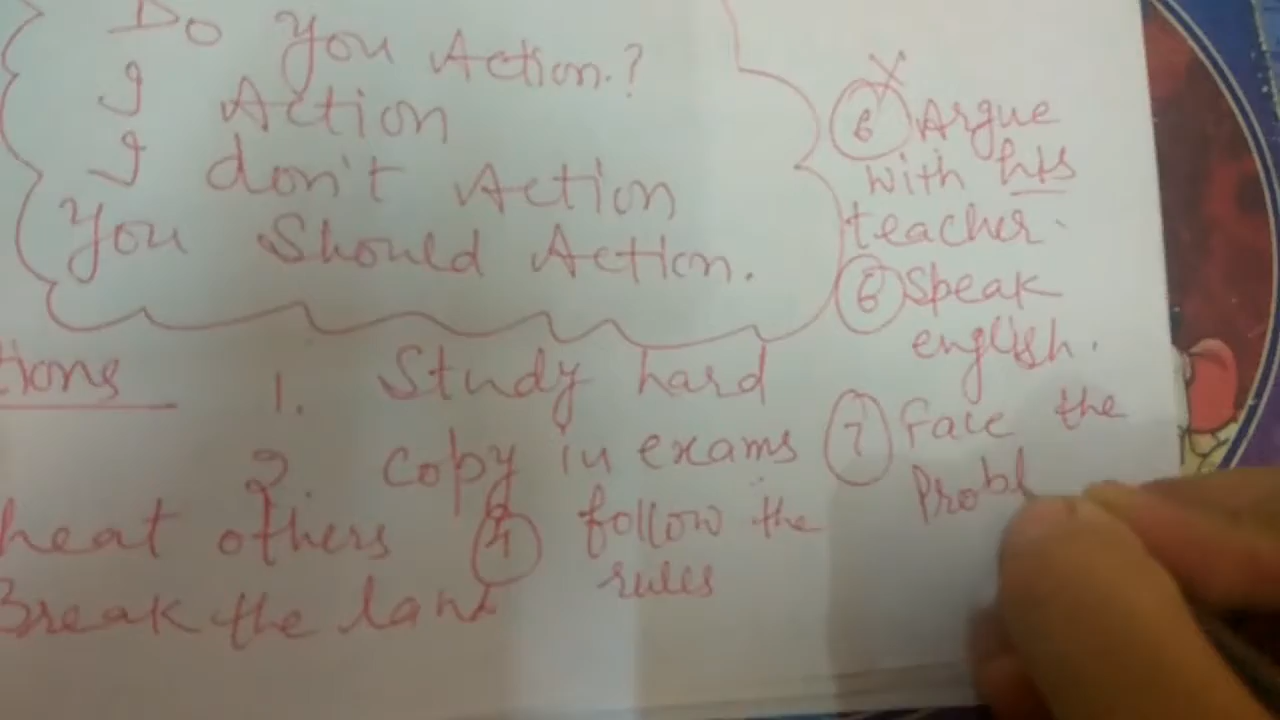 Do you Action.?
I Action
I don't Action
You Should Action.
tions
1. Study hard
2 copy in exams
heat others
4 follow the
rules
Break the law
6 Argue
with his
teacher.
6 Speak
english.
7 Face the
Probl